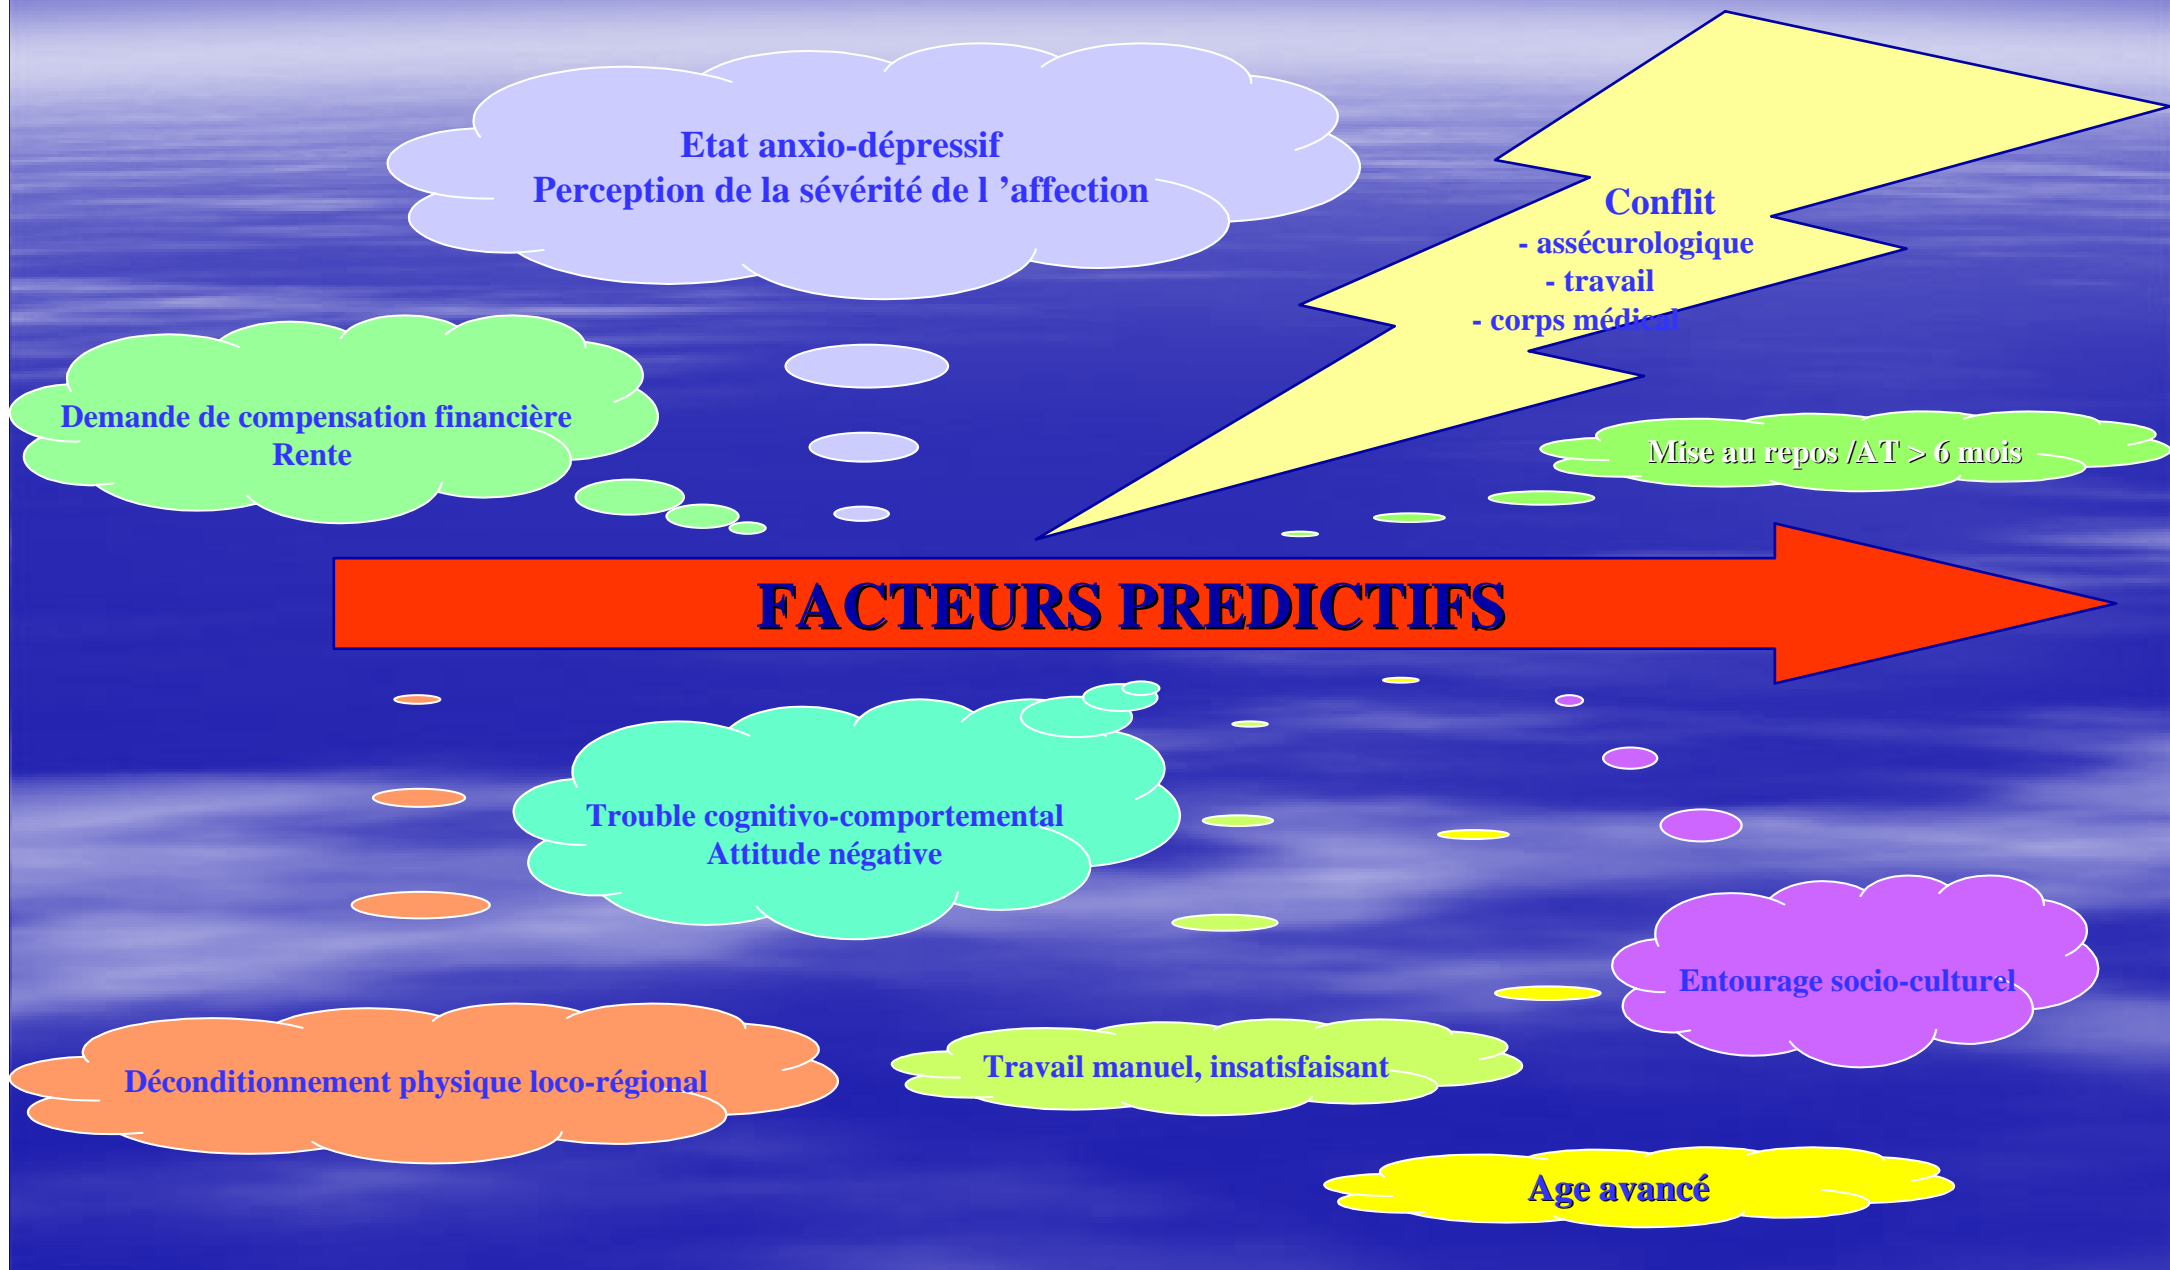 Etat anxio-dépressif
Perception de la sévérité de l ’affection
Conflit
- assécurologique
- travail
- corps médical
Demande de compensation financière
Rente
Mise au repos /AT > 6 mois
FACTEURS PREDICTIFS
Trouble cognitivo-comportemental
Attitude négative
Entourage socio-culturel
Déconditionnement physique loco-régional
Travail manuel, insatisfaisant
Age avancé